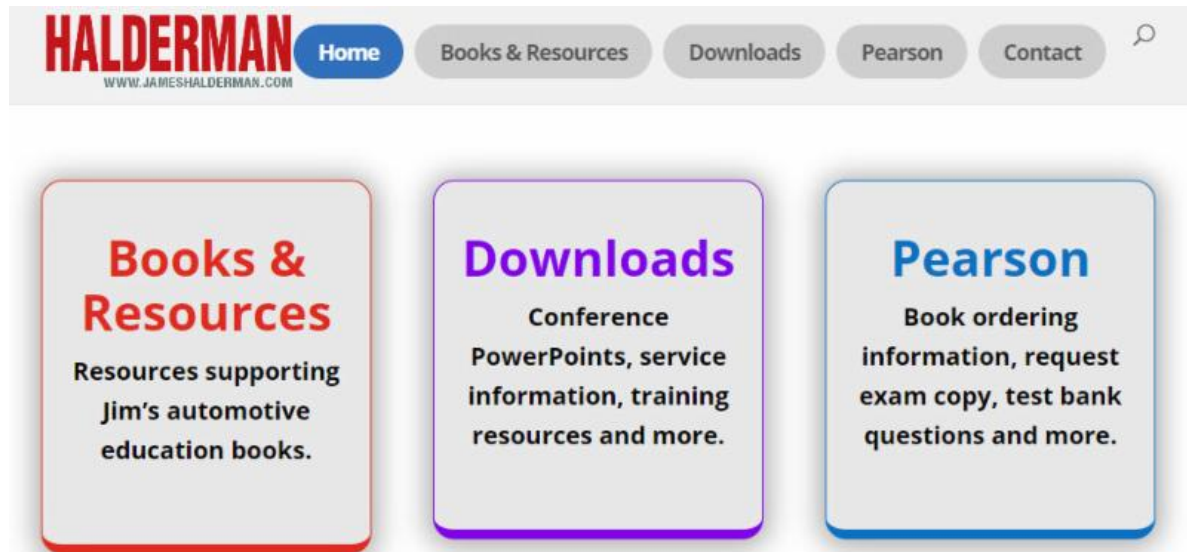 HALDERMAN
WWW.JAMESHALDERMAN.COM
Home
Books & Resources
Downloads
Pearson
Contact
Books &
Resources
Resources supporting
Jim's automotive
education books.
Downloads
Conference
PowerPoints, service
information, training
resources and more.
Pearson
Book ordering
information, request
exam copy, test bank
questions and more.